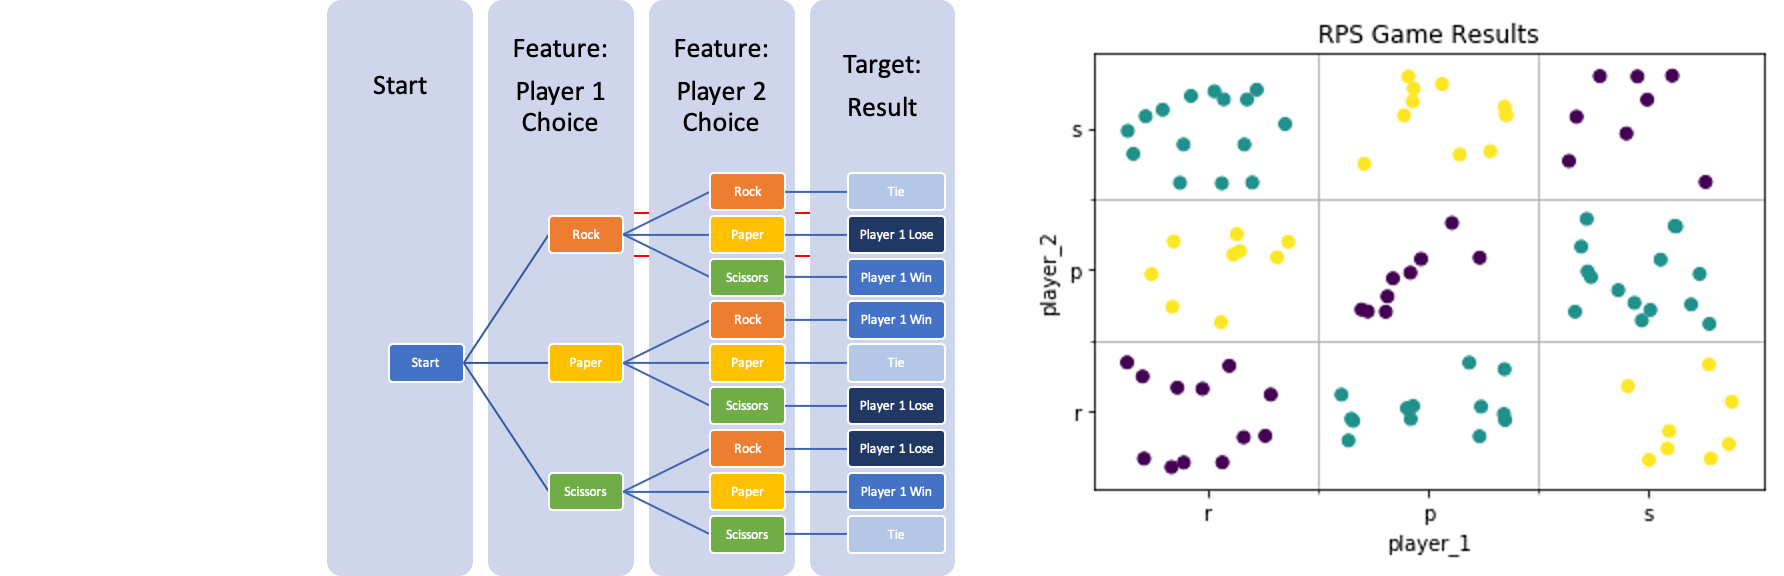 Start
Feature:
Player 1
Choice
Feature:
Player 2
Choice
Target:
Result
Start
Rock
Paper
Scissors
Rock
Paper
Scissors
Rock
Paper
Scissors
Rock
Paper
Scissors
Tie
Player 1 Lose
Player 1 Win
Player 1 Win
Tie
Player 1 Lose
Player 1 Lose
Player 1 Win
Tie
RPS Game Results
player_2
s
p
r
r
p
s
player_1